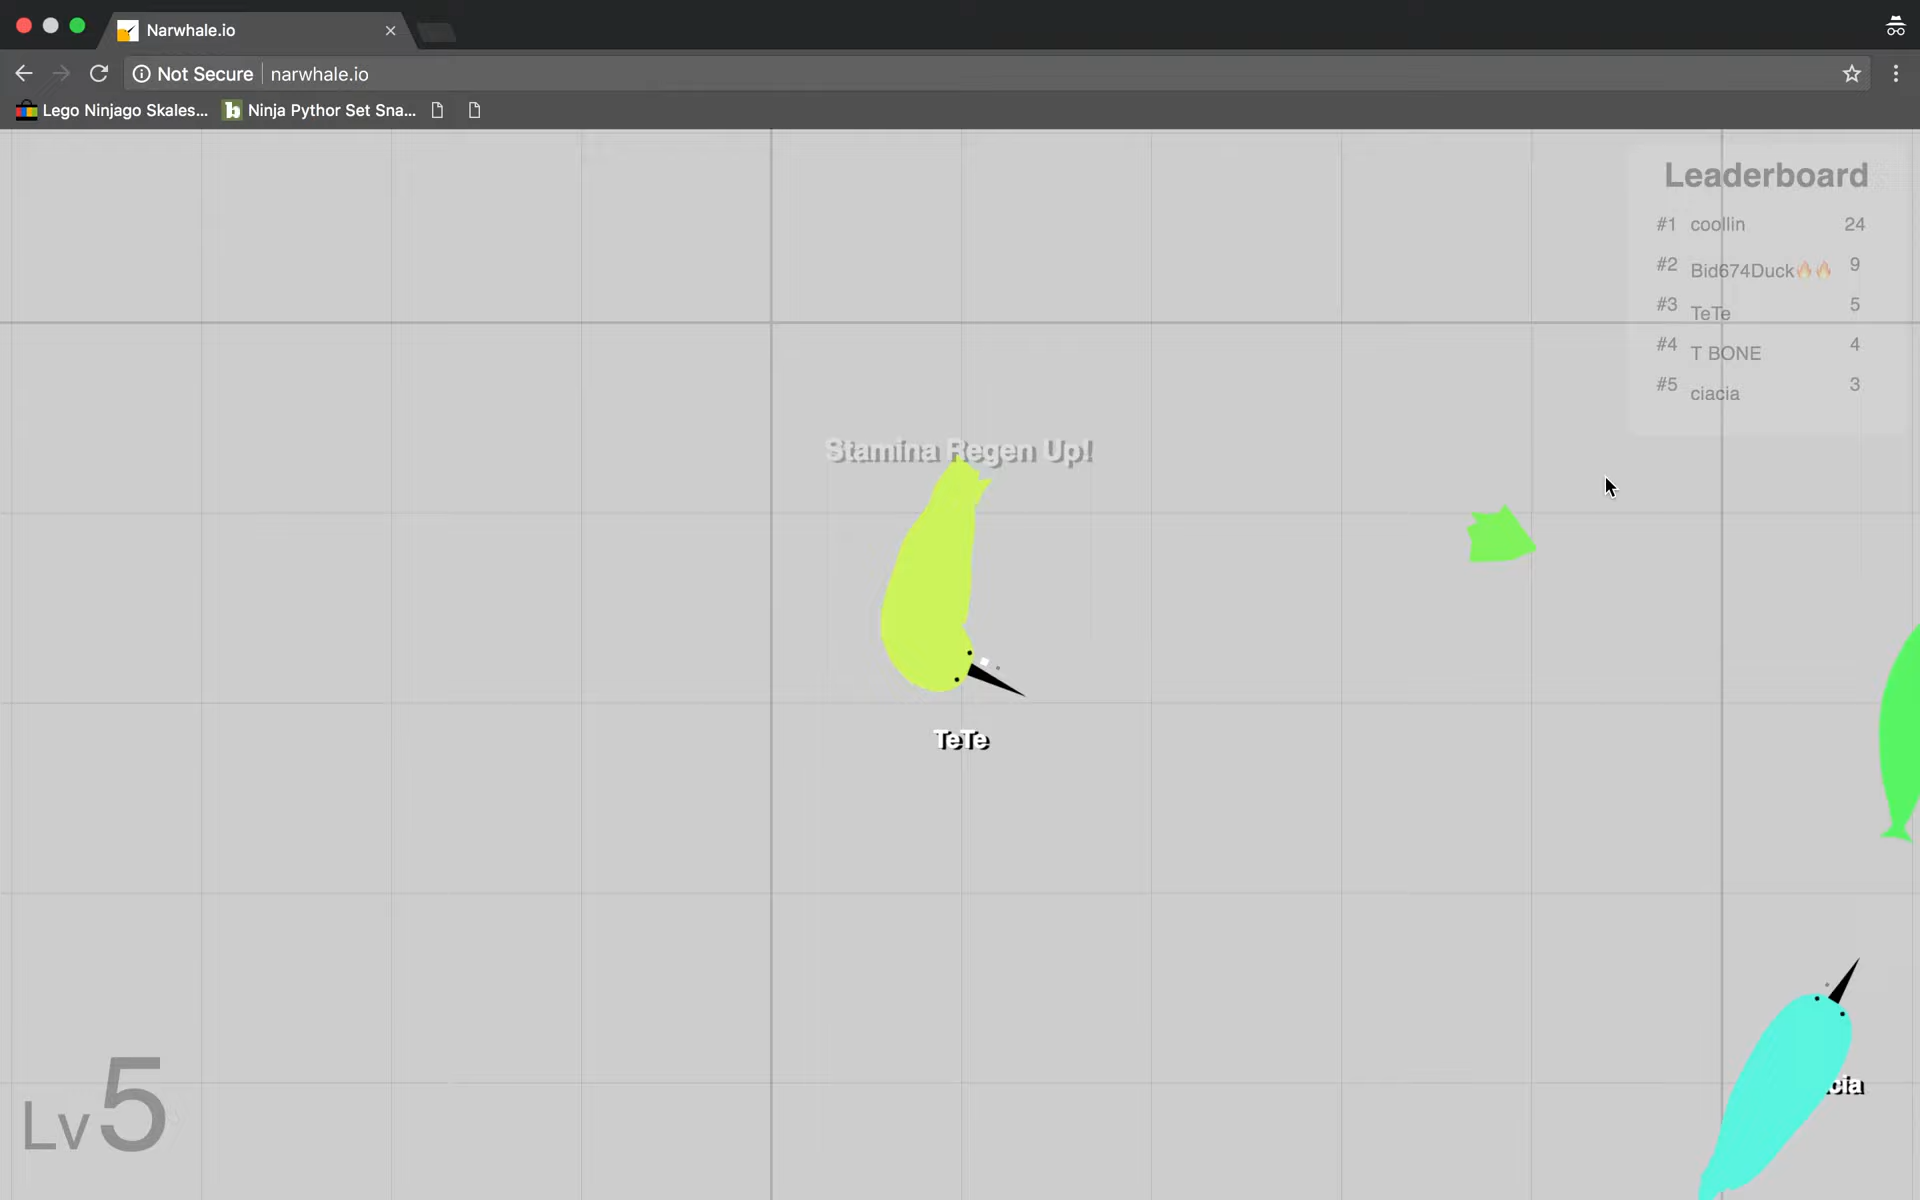 Narwhale.io
Not Secure narwhale.io
Lego Ninjago Skales... Ninja Pythor Set Sna...
Leaderboard
#1 coollin 24
#2 Bid674Duck🔥🔥 9
#3 TeTe 5
#4 T BONE 4
#5 ciacia 3
Stamina Regen Up!
TeTe
cia
Lv5